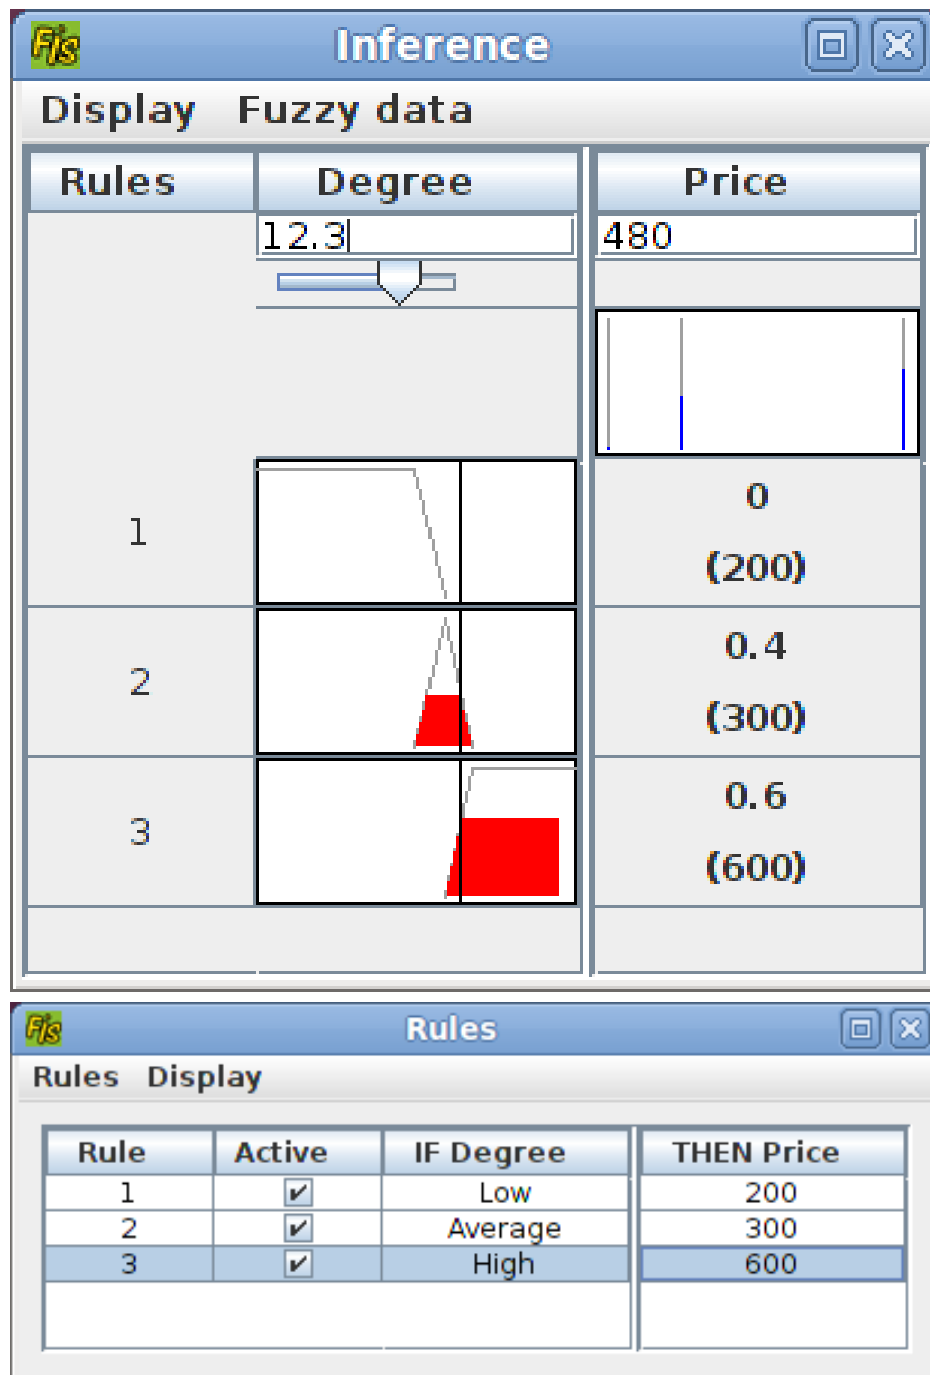 Fis Inference
Display Fuzzy data
Rules Degree Price
12.3 480
1 0
(200)
2 0.4
(300)
3 0.6
(600)
Fis Rules
Rules Display
Rule Active IF Degree THEN Price
1 Low 200
2 Average 300
3 High 600